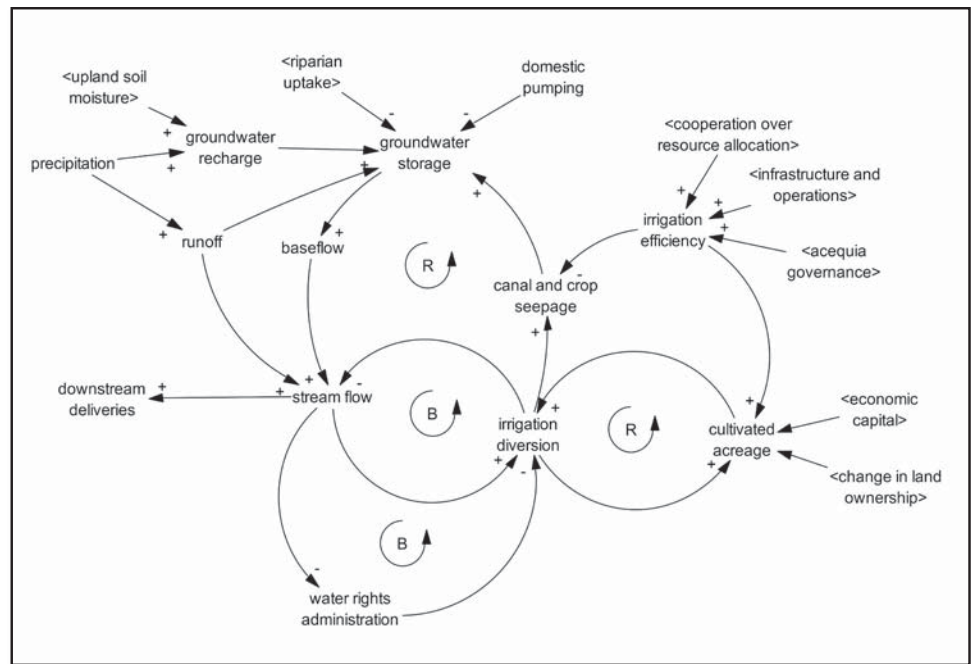 <riparian
uptake>
domestic
pumping
<upland soil
moisture>
-
-
+
groundwater
recharge
groundwater
storage
precipitation
+
+
<cooperation over
resource allocation>
<infrastructure and
operations>
+
+
+
irrigation
efficiency
<acequia
governance>
+
runoff
+
baseflow
+
R
-
canal and crop
seepage
+
downstream
deliveries
+
+
+
-
stream flow
B
+
irrigation
diversion
+
-
R
+
cultivated
acreage
+
<economic
capital>
<change in land
ownership>
B
-
water rights
administration